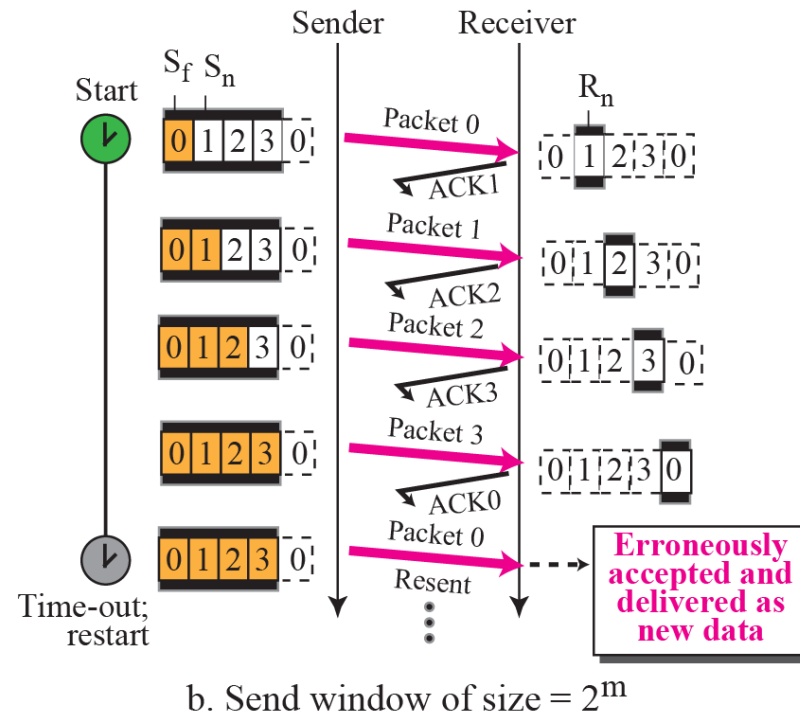 Sender Receiver
S_f S_n
R_n
Start
0 1 2 3 0
Packet 0
0 1 2 3 0
ACK1
0 1 2 3 0
Packet 1
0 1 2 3 0
ACK2
0 1 2 3 0
Packet 2
0 1 2 3 0
ACK3
0 1 2 3 0
Packet 3
0 1 2 3 0
ACK0
0 1 2 3 0
Packet 0
Resent
Time-out;
restart
Erroneously
accepted and
delivered as
new data
b. Send window of size = 2^m